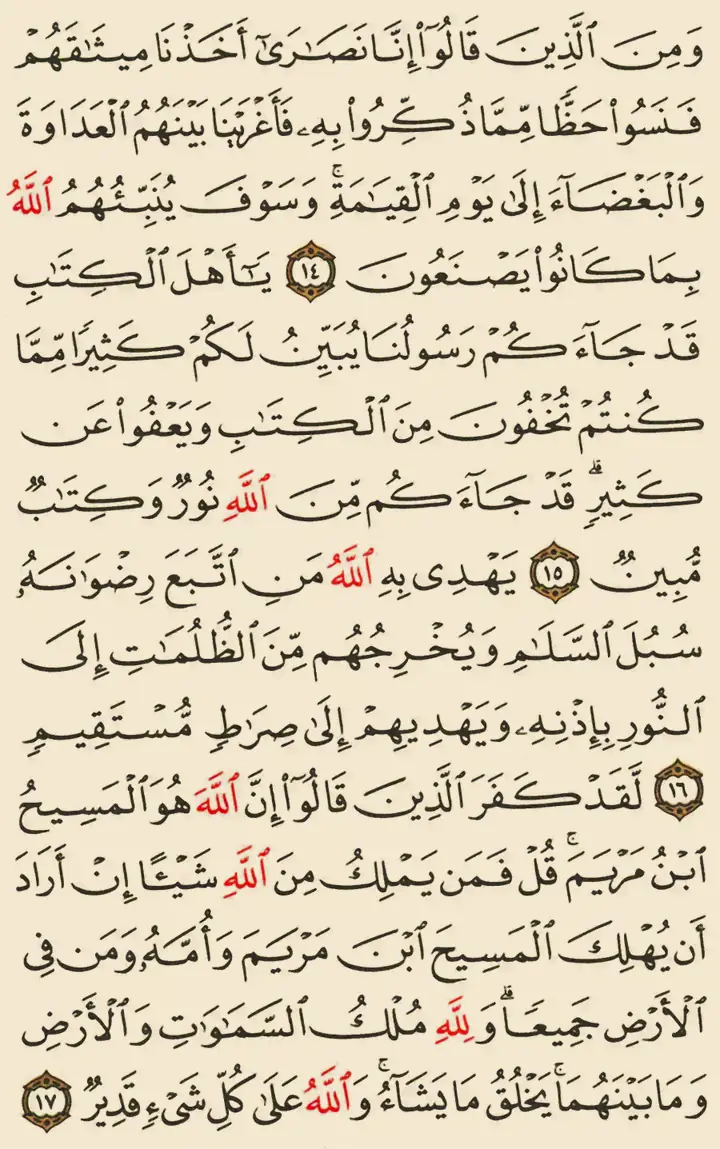 وَمِنَ ٱلَّذِينَ قَالُوٓا۟ إِنَّا نَصَٰرَىٰٓ أَخَذْنَا مِيثَٰقَهُمْ
فَنَسُوا۟ حَظًّا مِّمَّا ذُكِّرُوا۟ بِهِۦ فَأَغْرَيْنَا بَيْنَهُمُ ٱلْعَدَاوَةَ
وَٱلْبَغْضَآءَ إِلَىٰ يَوْمِ ٱلْقِيَٰمَةِ ۚ وَسَوْفَ يُنَبِّئُهُمُ ٱللَّهُ
بِمَا كَانُوا۟ يَصْنَعُونَ ١٤ يَٰٓأَهْلَ ٱلْكِتَٰبِ
قَدْ جَآءَكُمْ رَسُولُنَا يُبَيِّنُ لَكُمْ كَثِيرًا مِّمَّا
كُنتُمْ تُخْفُونَ مِنَ ٱلْكِتَٰبِ وَيَعْفُوا۟ عَن
كَثِيرٍ ۚ قَدْ جَآءَكُم مِّنَ ٱللَّهِ نُورٌ وَكِتَٰبٌ
مُّبِينٌ ١٥ يَهْدِى بِهِ ٱللَّهُ مَنِ ٱتَّبَعَ رِضْوَٰنَهُۥ
سُبُلَ ٱلسَّلَٰمِ وَيُخْرِجُهُم مِّنَ ٱلظُّلُمَٰتِ إِلَى
ٱلنُّورِ بِإِذْنِهِۦ وَيَهْدِيهِمْ إِلَىٰ صِرَٰطٍ مُّسْتَقِيمٍ
١٦ لَّقَدْ كَفَرَ ٱلَّذِينَ قَالُوٓا۟ إِنَّ ٱللَّهَ هُوَ ٱلْمَسِيحُ
ٱبْنُ مَرْيَمَ ۚ قُلْ فَمَن يَمْلِكُ مِنَ ٱللَّهِ شَيْـًٔا إِنْ أَرَادَ
أَن يُهْلِكَ ٱلْمَسِيحَ ٱبْنَ مَرْيَمَ وَأُمَّهُۥ وَمَن فِى
ٱلْأَرْضِ جَمِيعًا ۗ وَلِلَّهِ مُلْكُ ٱلسَّمَٰوَٰتِ وَٱلْأَرْضِ
وَمَا بَيْنَهُمَا ۚ يَخْلُقُ مَا يَشَآءُ ۚ وَٱللَّهُ عَلَىٰ كُلِّ شَىْءٍ قَدِيرٌ ١٧